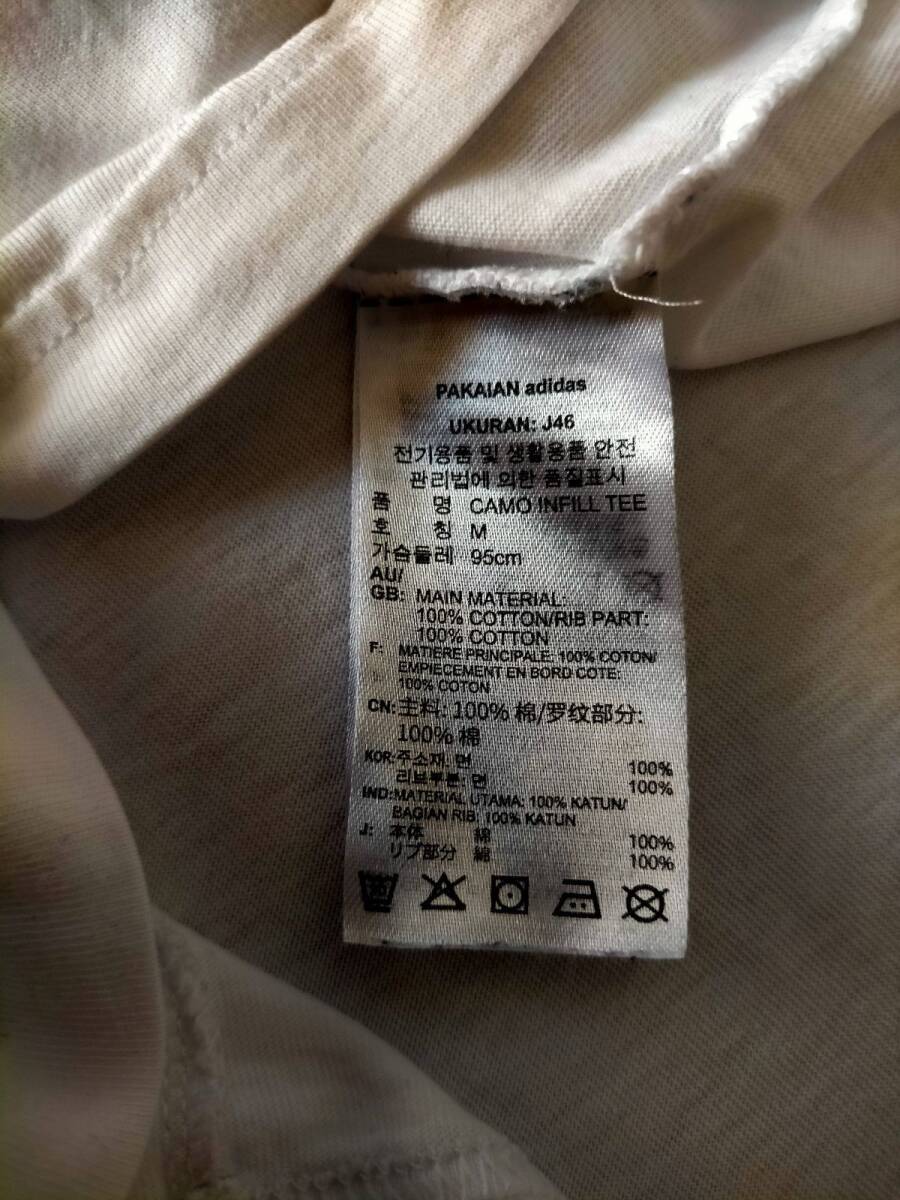 PAKAIAN adidas
UKURAN: J46
전기용품 및 생활용품 안전
관리법에 의한 품질표시
품 명 CAMO INFILL TEE
호 칭 M
가슴둘레 95cm
AU/
GB: MAIN MATERIAL:
100% COTTON/RIB PART:
100% COTTON
F: MATIERE PRINCIPALE: 100% COTON/
EMPIECEMENT EN BORD COTE:
100% COTON
CN: 主料: 100% 棉/罗纹部分:
100% 棉
KOR: 주소재: 면 100%
리브부분: 면 100%
IND: MATERIAL UTAMA: 100% KATUN/
BAGIAN RIB: 100% KATUN
J: 本体 綿 100%
リブ部分 綿 100%